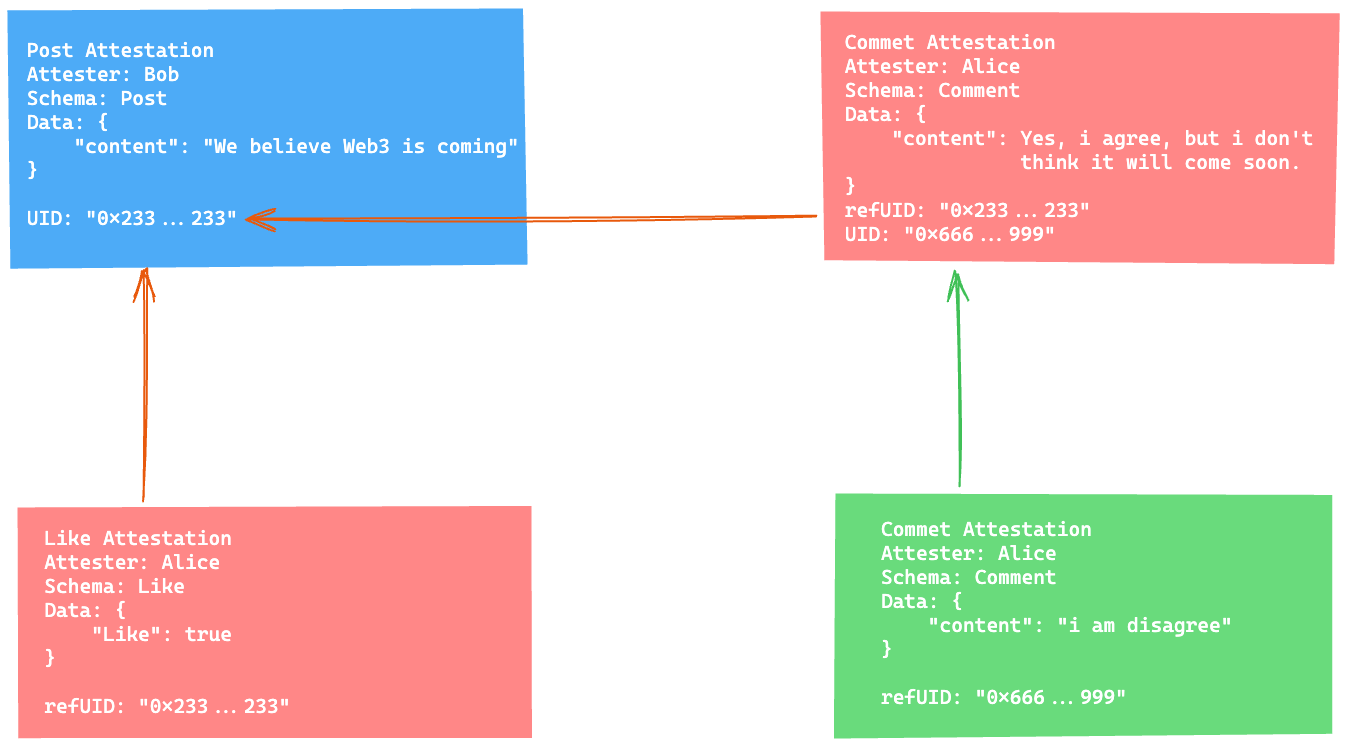 Post Attestation
Attester: Bob
Schema: Post
Data: {
"content": "We believe Web3 is coming"
}
UID: "0×233...233"
Commet Attestation
Attester: Alice
Schema: Comment
Data: {
"content": Yes, i agree, but i don't
think it will come soon.
}
refUID: "0×233...233"
UID: "0×666...999"
Like Attestation
Attester: Alice
Schema: Like
Data: {
"Like": true
}
refUID: "0×233...233"
Commet Attestation
Attester: Alice
Schema: Comment
Data: {
"content": "i am disagree"
}
refUID: "0×666...999"